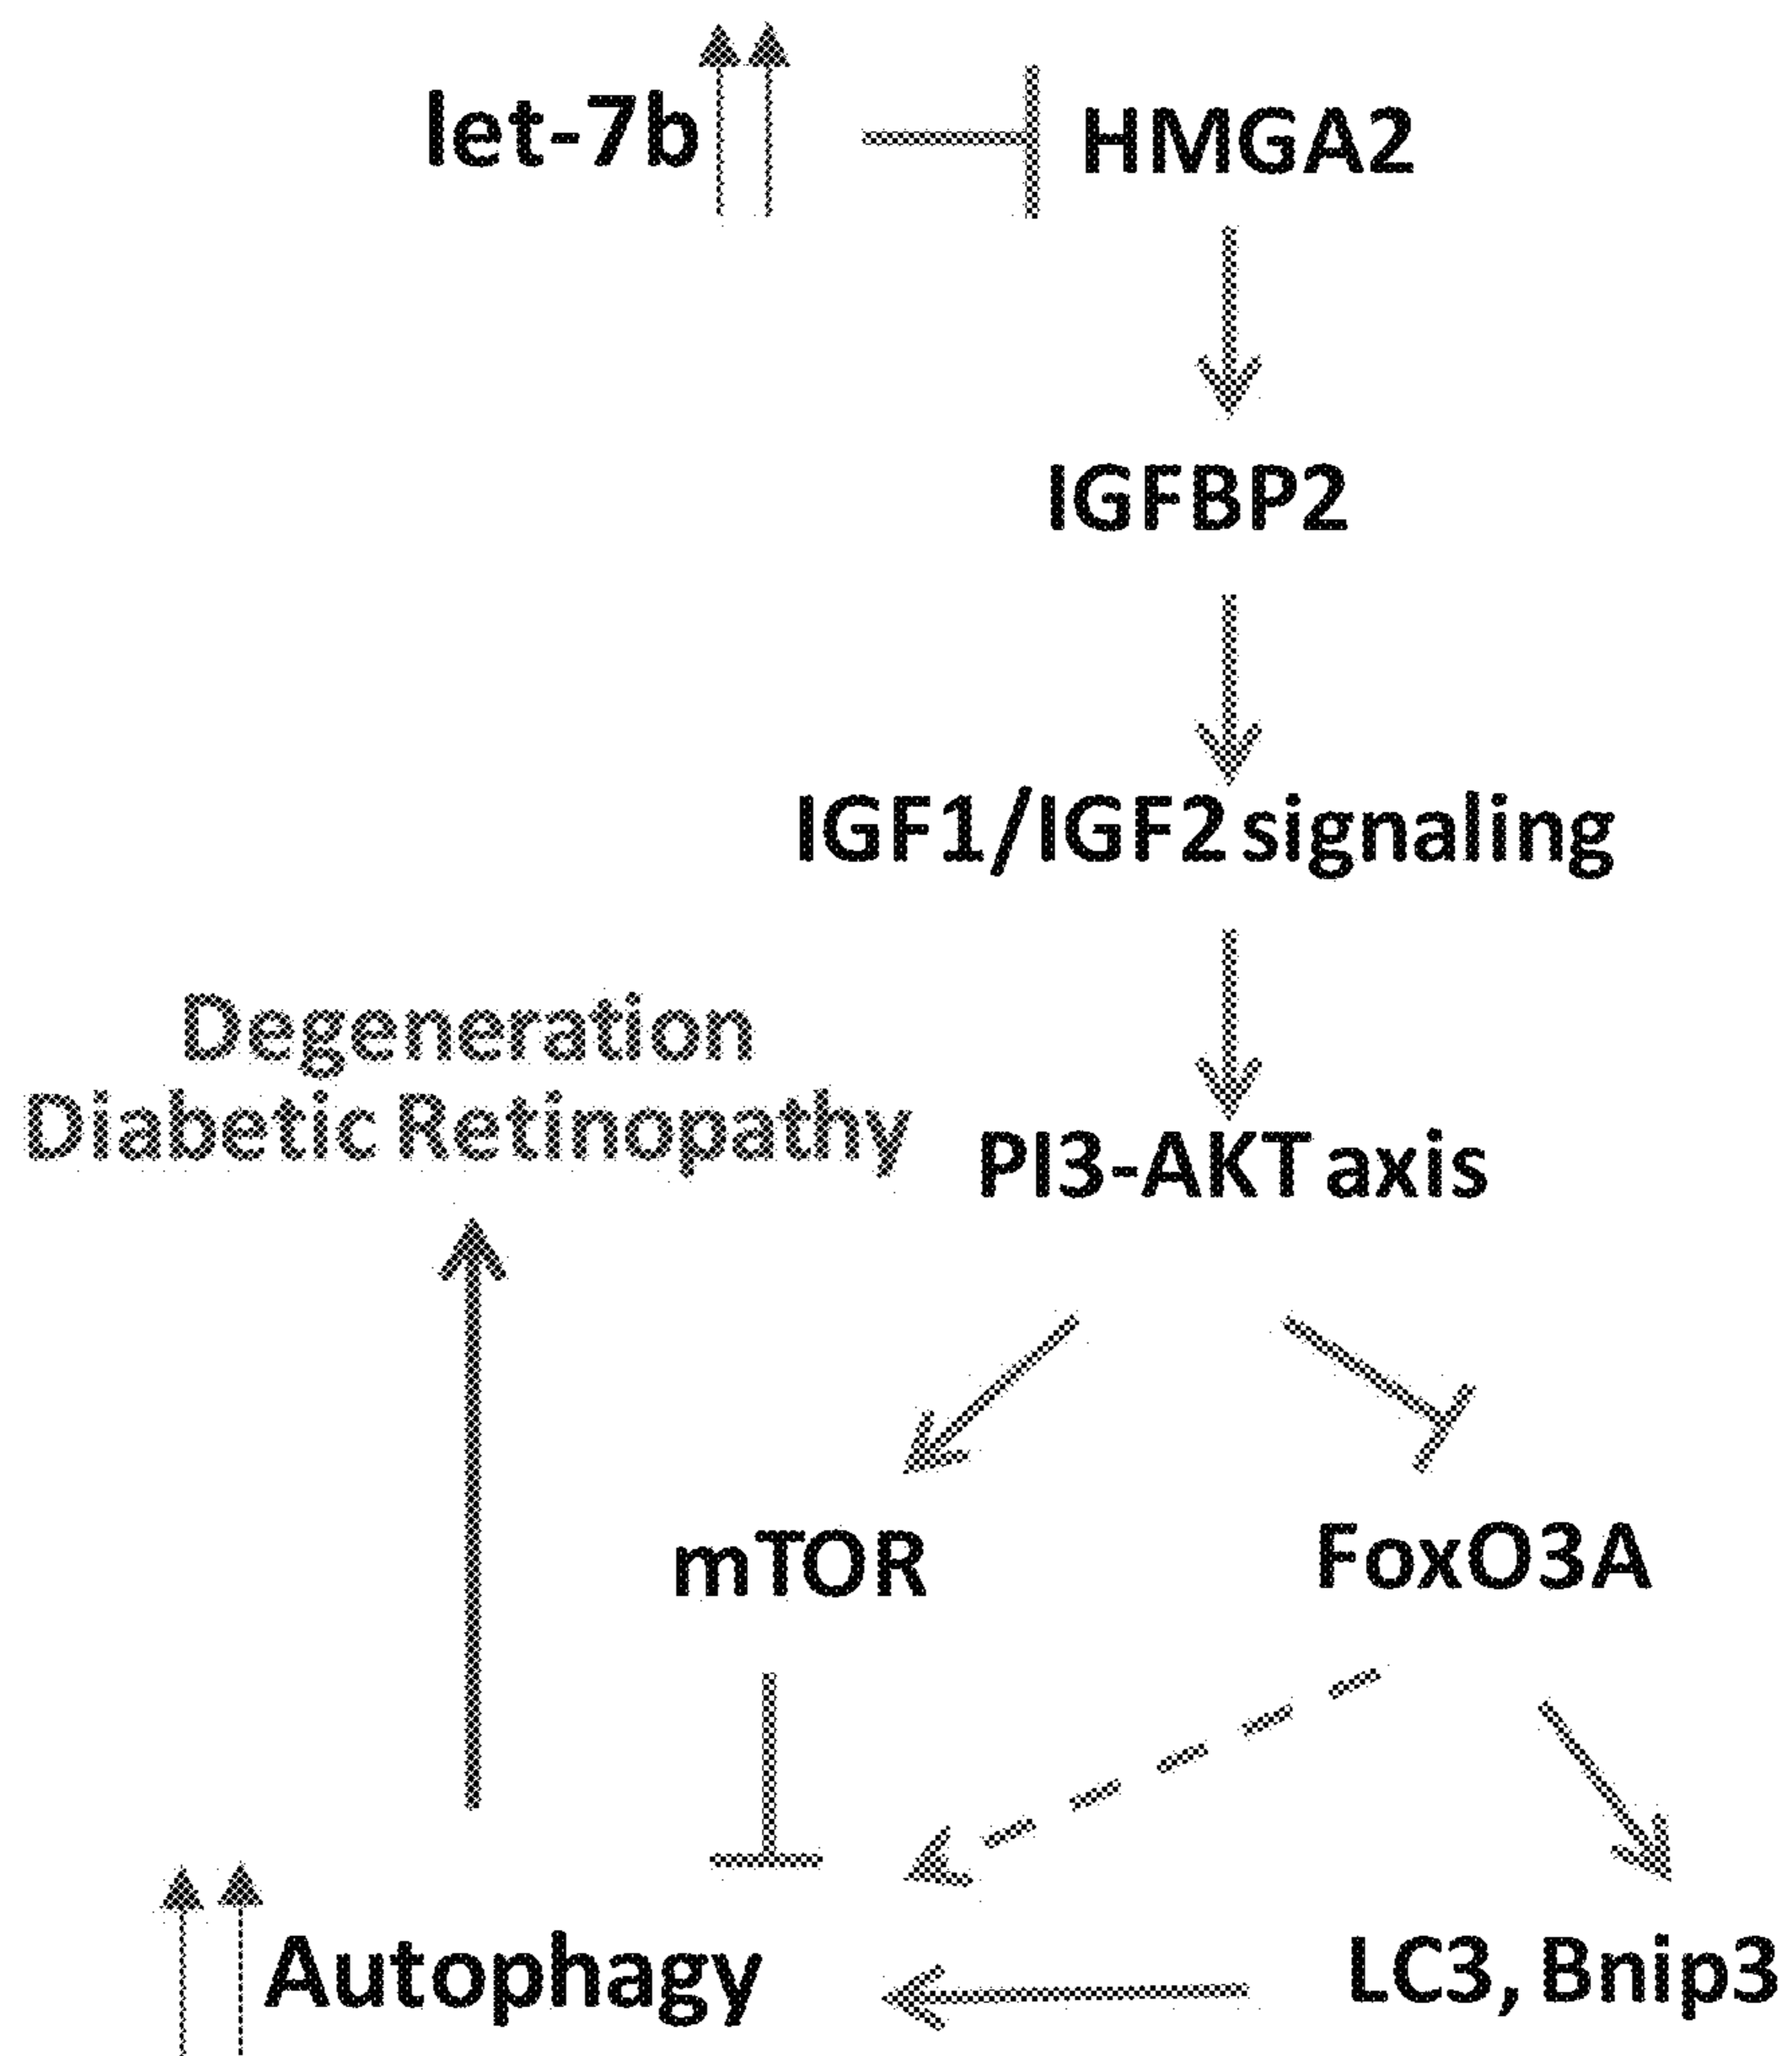 let-7b
HMGA2
IGFBP2
IGF1/IGF2 signaling
Degeneration
Diabetic Retinopathy
PI3-AKT axis
mTOR
FoxO3A
Autophagy
LC3, Bnip3